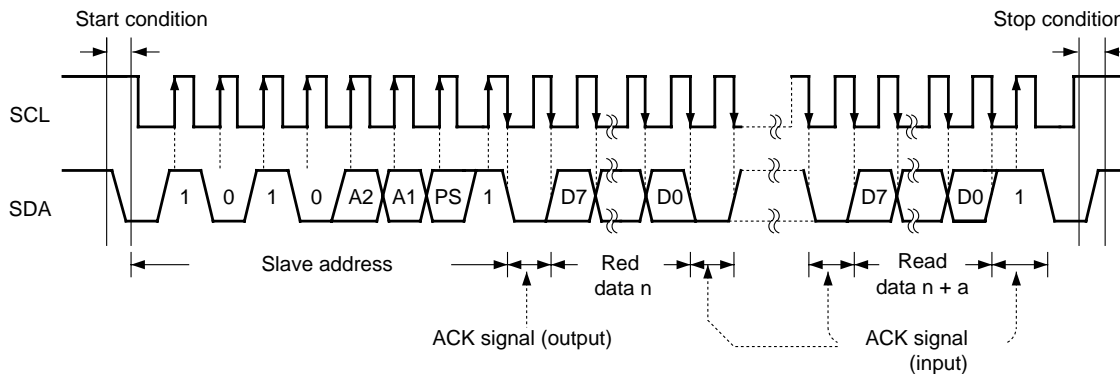 Start condition
Stop condition
SCL
SDA
1 0 1 0 A2 A1 PS 1 D7 D0 D7 D0 1
Slave address
Red
data n
Read
data n + a
ACK signal (output)
ACK signal
(input)